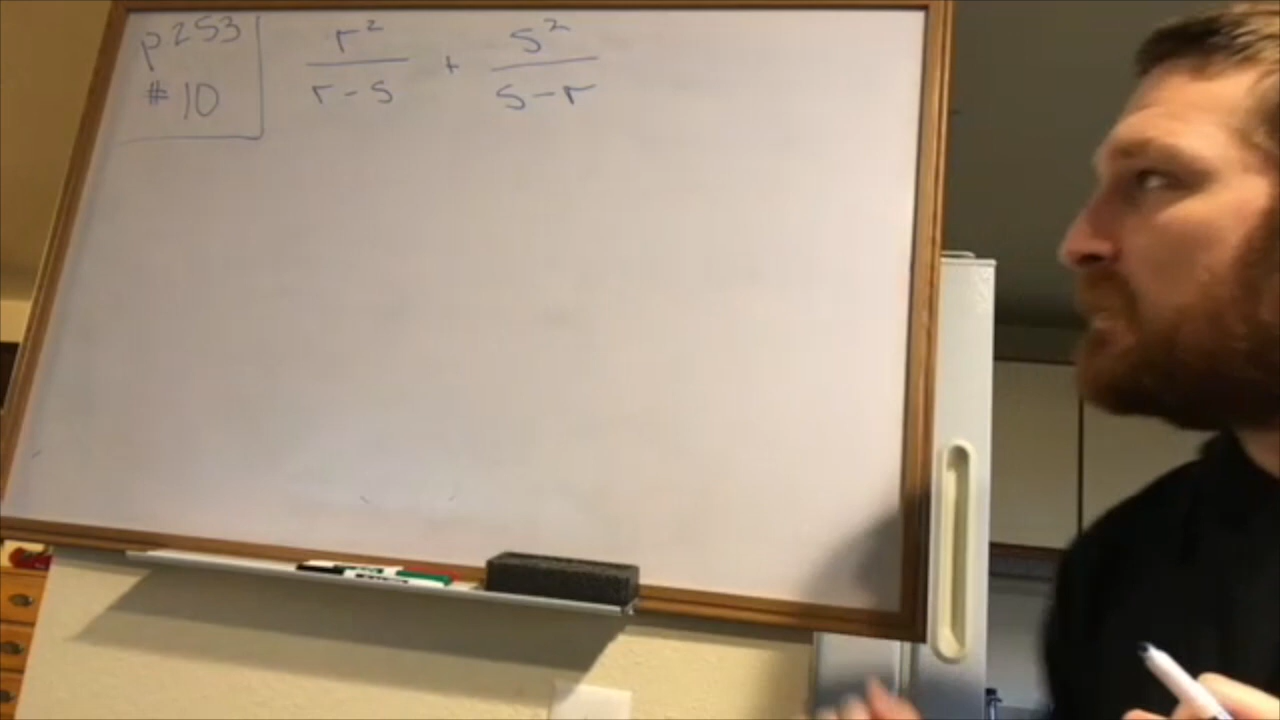 p253
#10
r² / r-s + s² / s-r